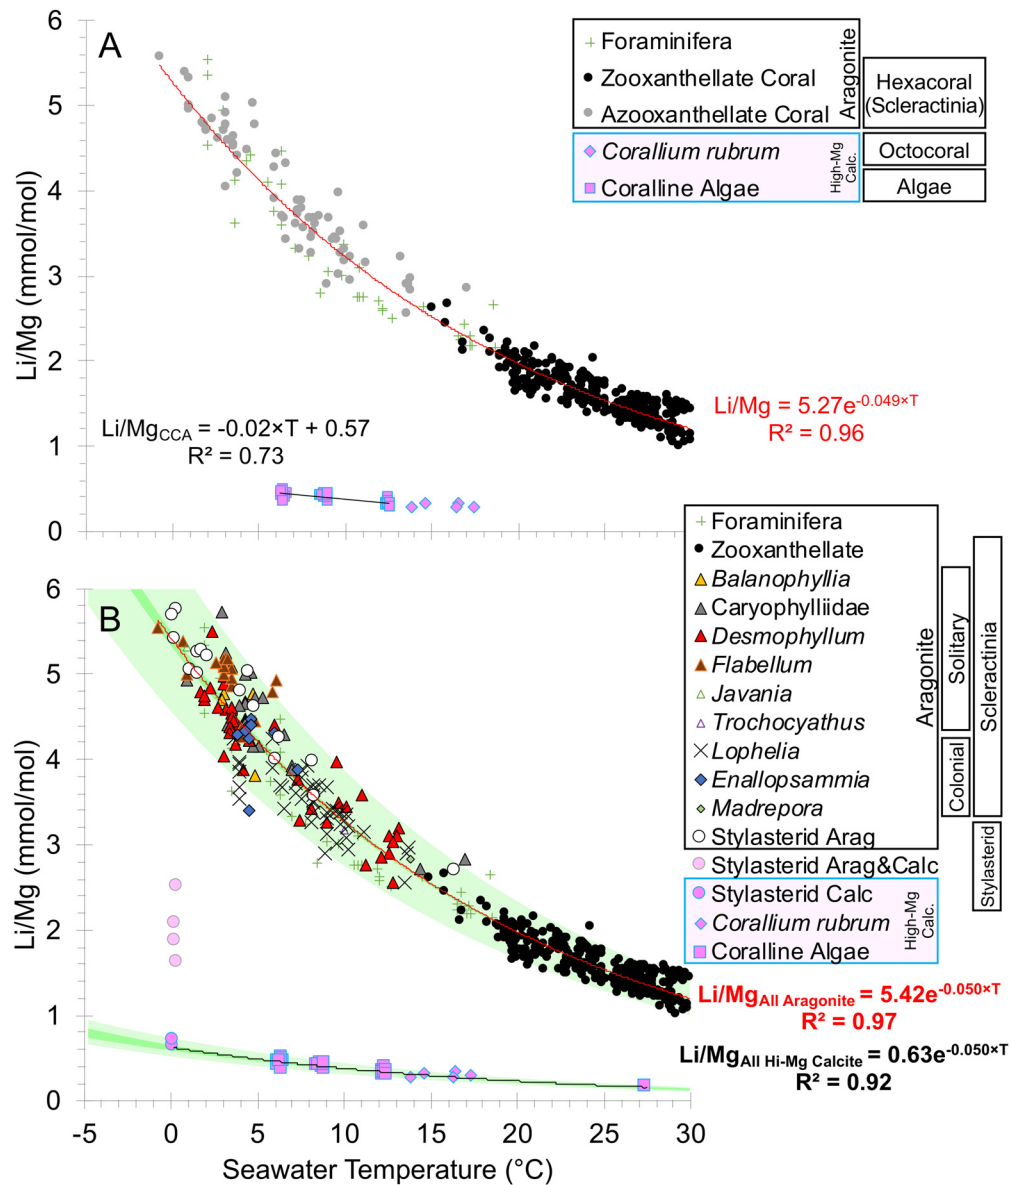 A
6
5
4
3
2
1
0
Li/Mg (mmol/mol)
Foraminifera
Zooxanthellate Coral
Azooxanthellate Coral
Aragonite
Hexacoral
(Scleractinia)
Corallium rubrum
Coralline Algae
High-Mg
Calc.
Octocoral
Algae
Li/Mg = 5.27e-0.049×T
R² = 0.96
Li/MgCCA = -0.02×T + 0.57
R² = 0.73
B
6
5
4
3
2
1
0
Li/Mg (mmol/mol)
Foraminifera
Zooxanthellate
Balanophyllia
Caryophylliidae
Desmophyllum
Flabellum
Javania
Trochocyathus
Lophelia
Enallopsammia
Madrepora
Stylasterid Arag
Stylasterid Arag&Calc
Stylasterid Calc
Corallium rubrum
Coralline Algae
Aragonite
High-Mg
Calc.
Solitary
Colonial
Scleractinia
Stylasterid
Li/MgAll Aragonite = 5.42e-0.050×T
R² = 0.97
Li/MgAll Hi-Mg Calcite = 0.63e-0.050×T
R² = 0.92
-5 0 5 10 15 20 25 30
Seawater Temperature (°C)